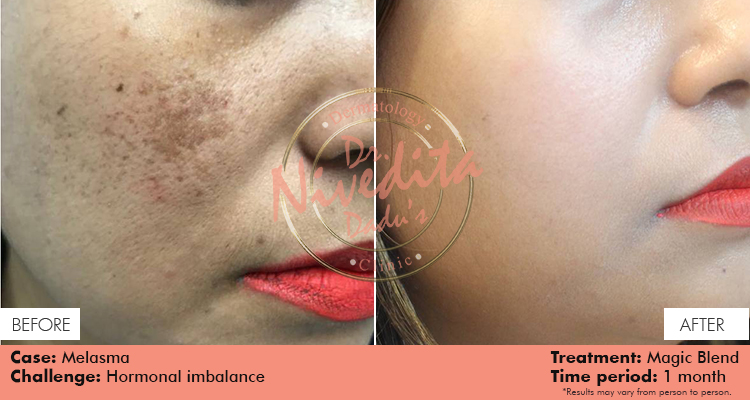 Dermatology
Dr.
Nivedita
Dadu's
Clinic
BEFORE
AFTER
Case: Melasma
Challenge: Hormonal imbalance
Treatment: Magic Blend
Time period: 1 month
*Results may vary from person to person.